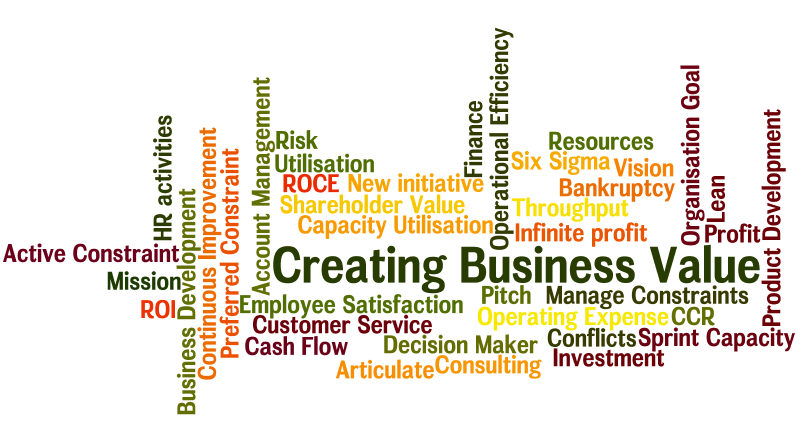 Operational Efficiency
Organisation Goal
Account Management
Finance
Product Development
HR activities
Continuous Improvement
Risk
Resources
Preferred Constraint
Utilisation
Six Sigma
Vision
ROCE
New initiative
Bankruptcy
Lean
Business Development
Shareholder Value
Throughput
Capacity Utilisation
Infinite profit
Profit
Active Constraint
Creating Business Value
Mission
Pitch
Manage Constraints
ROI
Employee Satisfaction
Operating Expense
CCR
Customer Service
Conflicts
Sprint Capacity
Cash Flow
Decision Maker
Investment
Articulate
Consulting